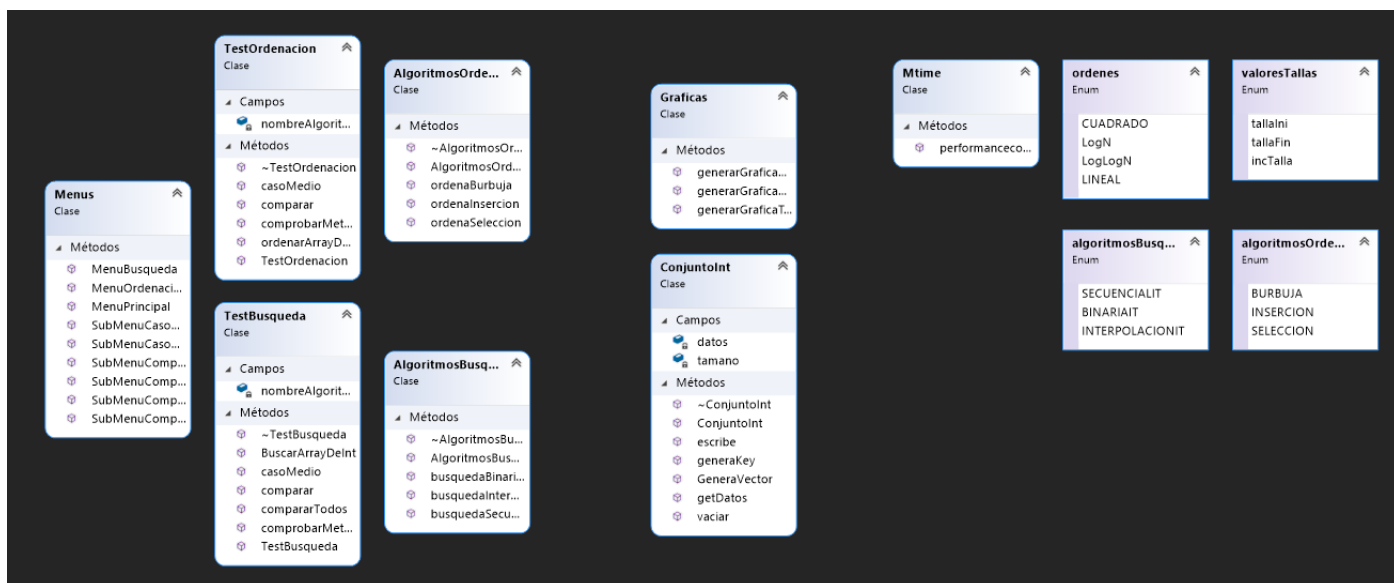 Menus
Clase
Métodos
MenuBusqueda
MenuOrdenaci...
MenuPrincipal
SubMenuCaso...
SubMenuCaso...
SubMenuComp...
SubMenuComp...
SubMenuComp...
SubMenuComp...
TestOrdenacion
Clase
Campos
nombreAlgorit...
Métodos
~TestOrdenacion
casoMedio
comparar
comprobarMet...
ordenarArrayD...
TestOrdenacion
TestBusqueda
Clase
Campos
nombreAlgorit...
Métodos
~TestBusqueda
BuscarArrayDeInt
casoMedio
comparar
compararTodos
comprobarMet...
TestBusqueda
AlgoritmosOrde...
Clase
Métodos
~AlgoritmosOr...
AlgoritmosOrd...
ordenaBurbuja
ordenaInsercion
ordenaSeleccion
AlgoritmosBusq...
Clase
Métodos
~AlgoritmosBu...
AlgoritmosBus...
busquedaBinari...
busquedaInter...
busquedaSecu...
Graficas
Clase
Métodos
generarGrafica...
generarGrafica...
generarGraficaT...
ConjuntoInt
Clase
Campos
datos
tamano
Métodos
~ConjuntoInt
ConjuntoInt
escribe
generaKey
GeneraVector
getDatos
vaciar
Mtime
Clase
Métodos
performanceco...
ordenes
Enum
CUADRADO
LogN
LogLogN
LINEAL
valoresTallas
Enum
tallaIni
tallaFin
incTalla
algoritmosBusq...
Enum
SECUENCIALIT
BINARIAIT
INTERPOLACIONIT
algoritmosOrde...
Enum
BURBUJA
INSERCION
SELECCION